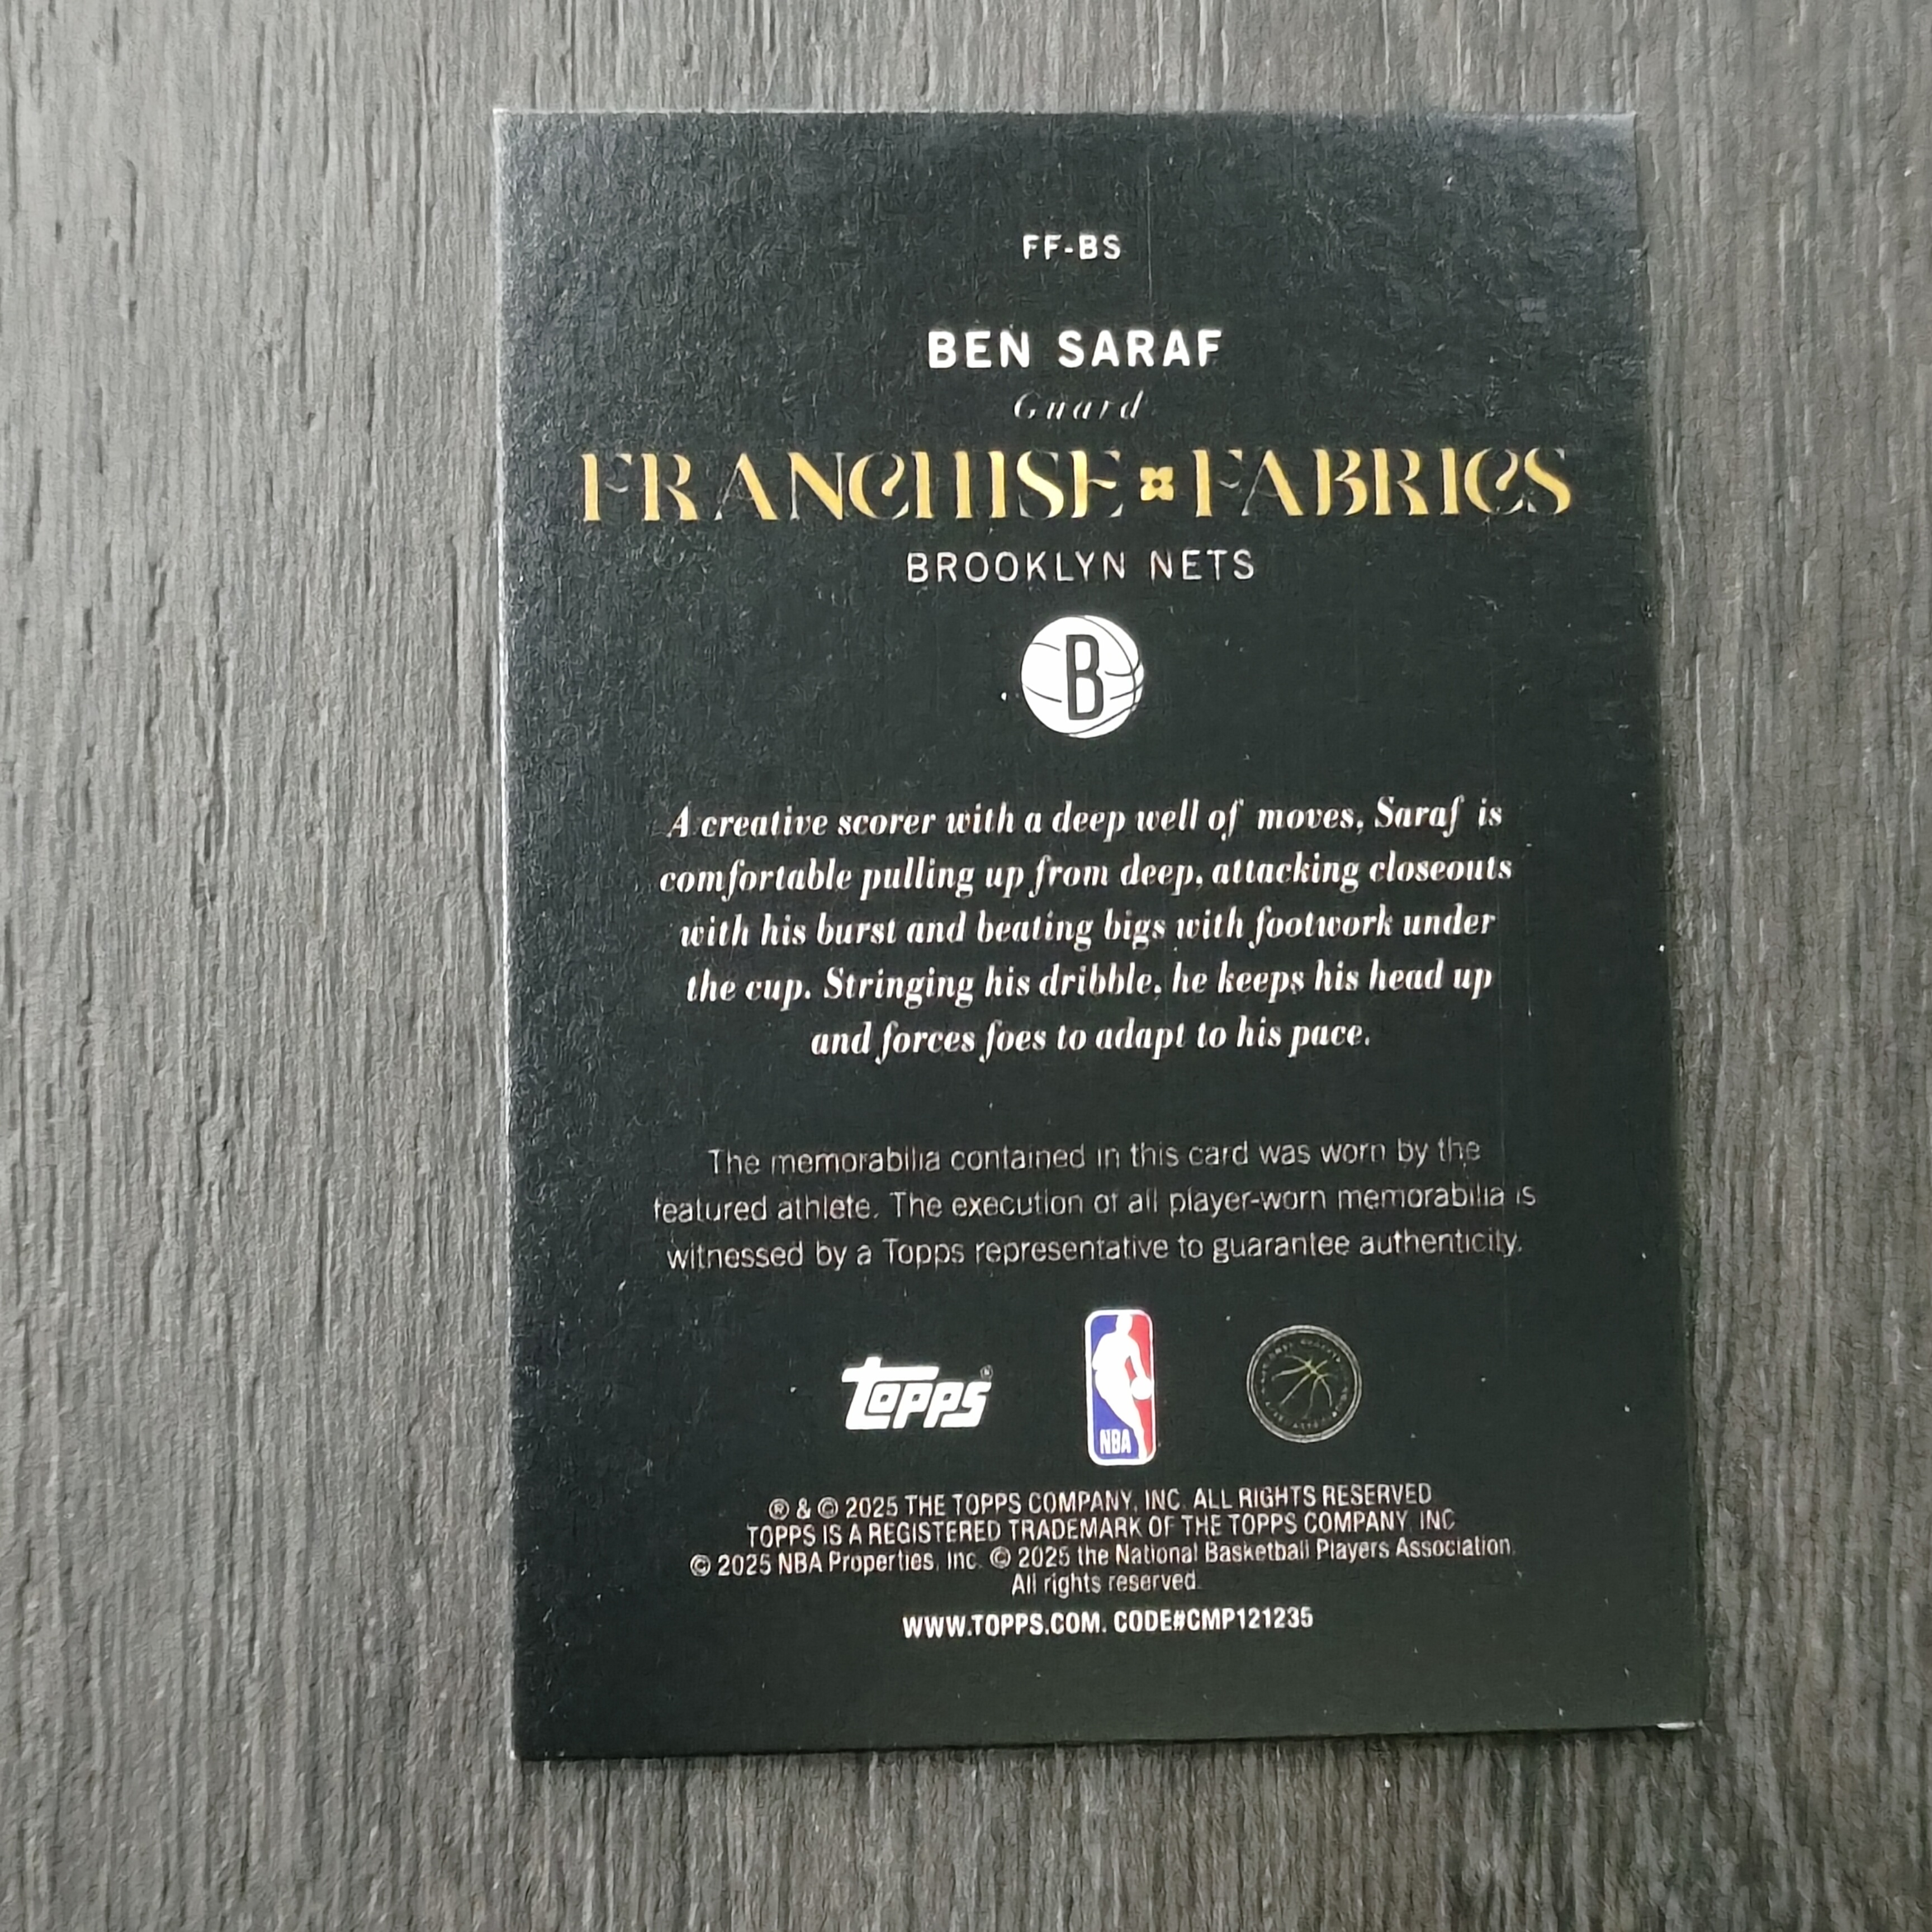 FF-BS
BEN SARAF
Guard
FRANCHISE FABRICS
BROOKLYN NETS
B
A creative scorer with a deep well of moves, Saraf is
comfortable pulling up from deep, attacking closeouts
with his burst and beating bigs with footwork under
the cup. Stringing his dribble, he keeps his head up
and forces foes to adapt to his pace.
The memorabilia contained in this card was worn by the
featured athlete. The execution of all player-worn memorabilia is
witnessed by a Topps representative to guarantee authenticity.
Topps®
NBA
® & © 2025 THE TOPPS COMPANY, INC. ALL RIGHTS RESERVED
TOPPS IS A REGISTERED TRADEMARK OF THE TOPPS COMPANY, INC
© 2025 NBA Properties, Inc. © 2025 the National Basketball Players Association.
All rights reserved.
WWW.TOPPS.COM. CODE#CMP121235